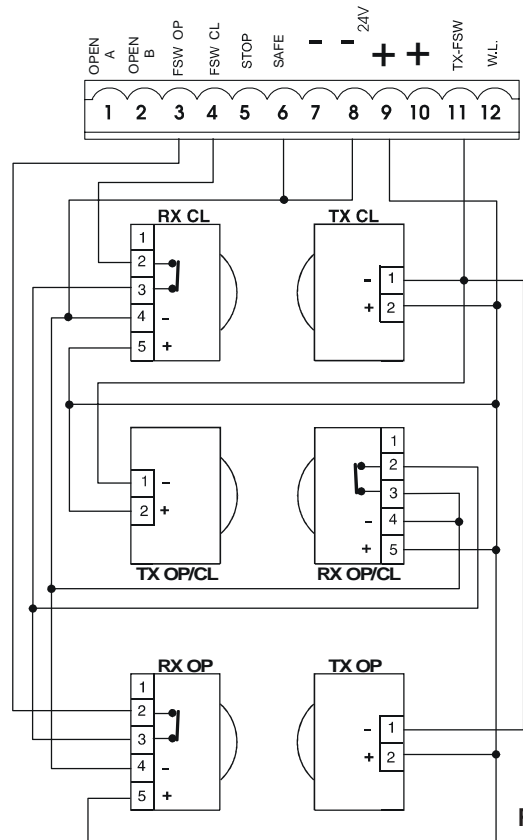 OPEN A
OPEN B
FSW OP
FSW CL
STOP
SAFE
-
-
24V
+
+
TX-FSW
W.L.
1 2 3 4 5 6 7 8 9 10 11 12
RX CL
1
2
3
4 -
5 +
TX CL
- 1
+ 2
1 -
2 +
TX OP/CL
1
2
3
- 4
+ 5
RX OP/CL
RX OP
1
2
3
4 -
5 +
TX OP
- 1
+ 2